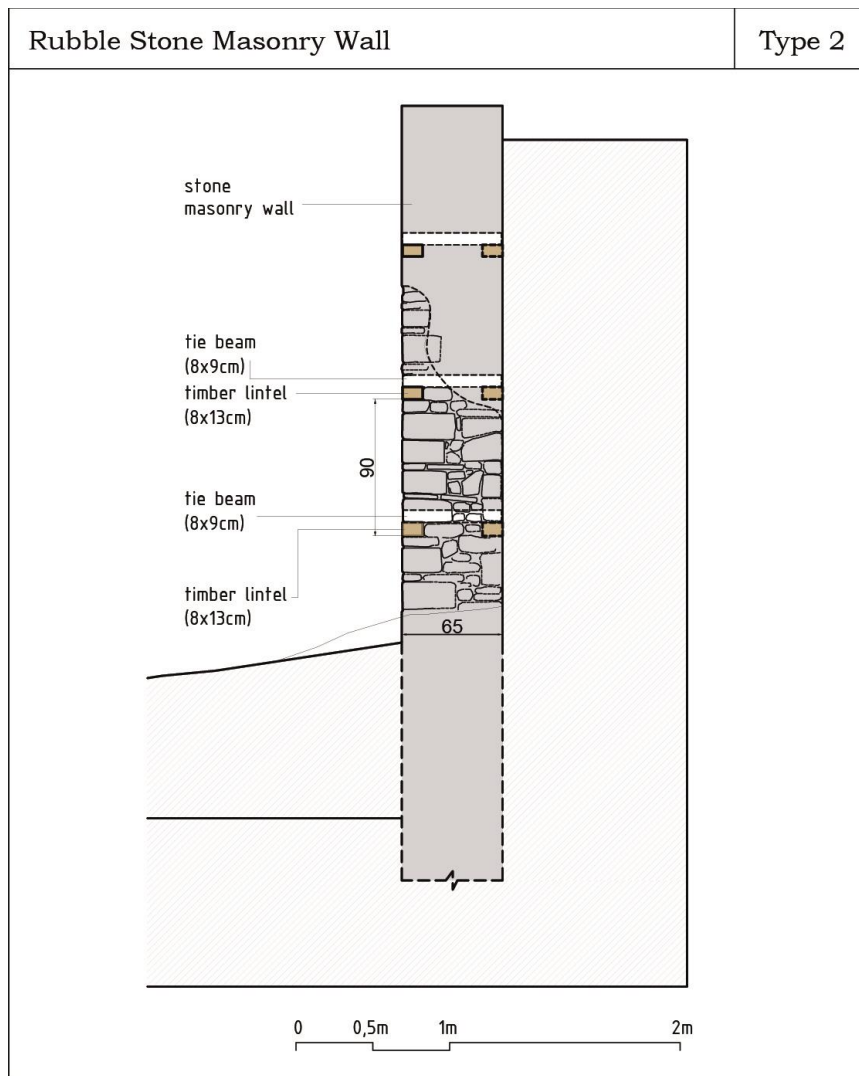 Rubble Stone Masonry Wall
Type 2
stone
masonry wall
tie beam
(8x9cm)
timber lintel
(8x13cm)
90
tie beam
(8x9cm)
timber lintel
(8x13cm)
65
0 0,5m 1m 2m